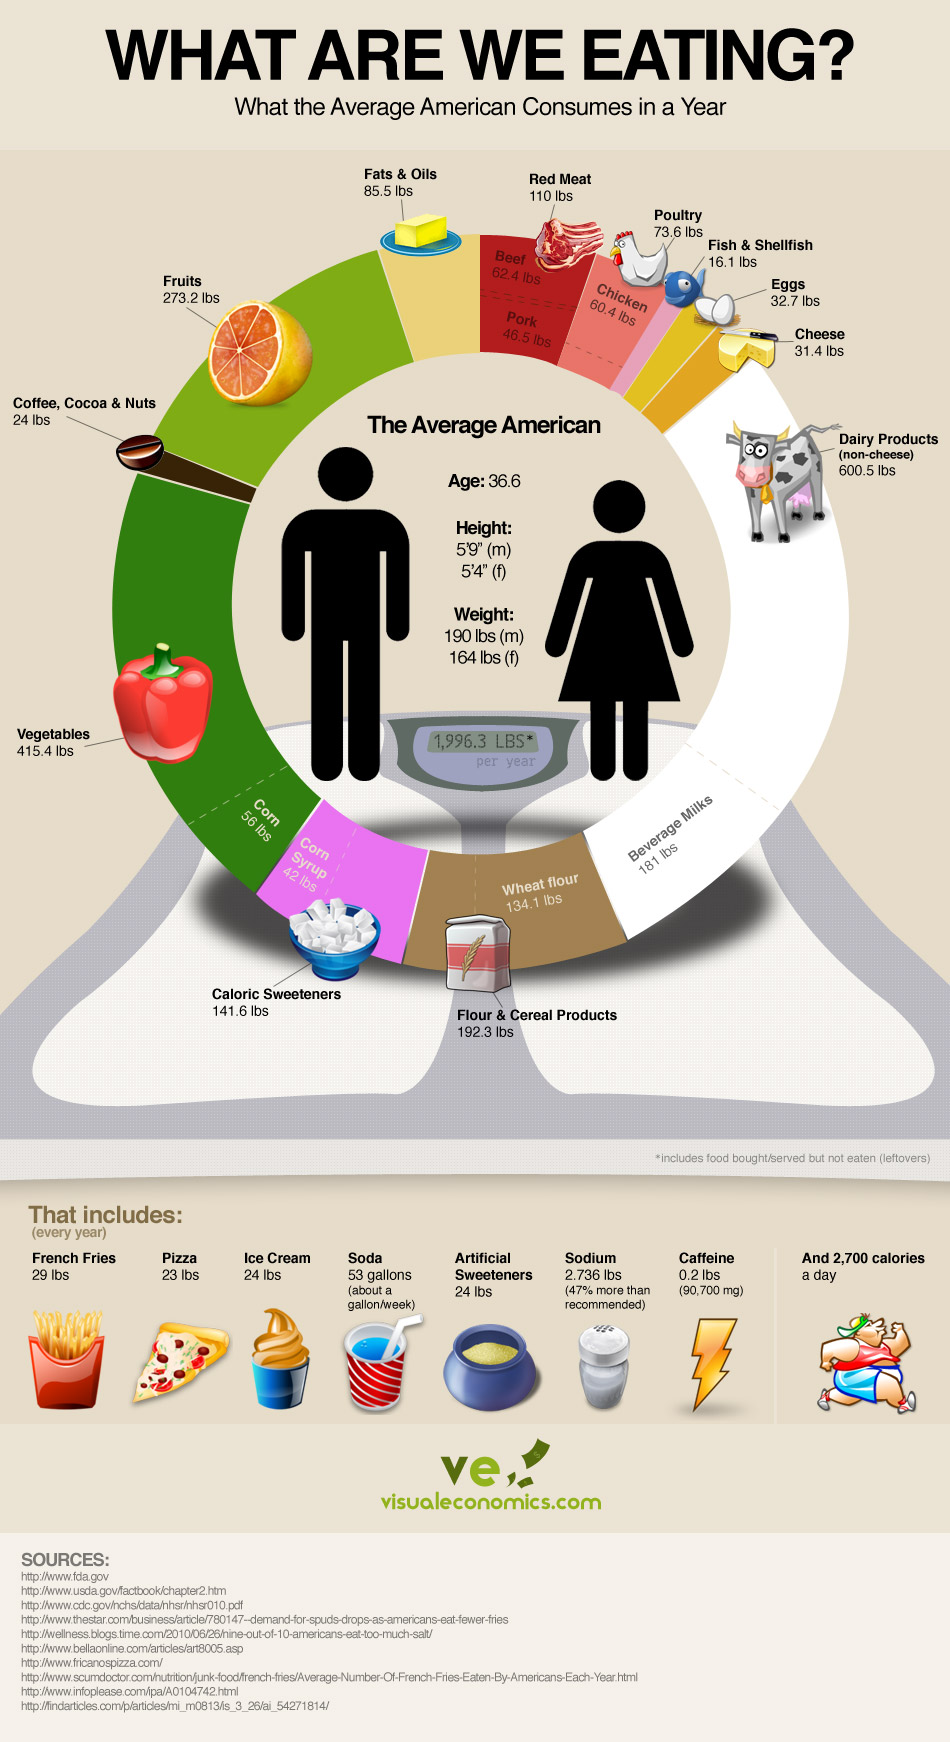 WHAT ARE WE EATING?
What the Average American Consumes in a Year
Fats & Oils
85.5 lbs
Red Meat
110 lbs
Poultry
73.6 lbs
Fish & Shellfish
16.1 lbs
Eggs
32.7 lbs
Cheese
31.4 lbs
Dairy Products
(non-cheese)
600.5 lbs
Fruits
273.2 lbs
Coffee, Cocoa & Nuts
24 lbs
Beef
62.4 lbs
Pork
46.5 lbs
Chicken
60.4 lbs
The Average American
Age: 36.6
Height:
5'9" (m)
5'4" (f)
Weight:
190 lbs (m)
164 lbs (f)
1,996.3 LBS*
per year
Vegetables
415.4 lbs
Corn
56 lbs
Corn
Syrup
42 lbs
Wheat flour
134.1 lbs
Beverage Milks
181 lbs
Caloric Sweeteners
141.6 lbs
Flour & Cereal Products
192.3 lbs
*includes food bought/served but not eaten (leftovers)
That includes:
(every year)
French Fries
29 lbs
Pizza
23 lbs
Ice Cream
24 lbs
Soda
53 gallons
(about a
gallon/week)
Artificial
Sweeteners
24 lbs
Sodium
2.736 lbs
(47% more than
recommended)
Caffeine
0.2 lbs
(90,700 mg)
And 2,700 calories
a day
ve
visualeconomics.com
SOURCES:
http://www.fda.gov
http://www.usda.gov/factbook/chapter2.htm
http://www.cdc.gov/nchs/data/nhsr/nhsr010.pdf
http://www.thestar.com/business/article/780147--demand-for-spuds-drops-as-americans-eat-fewer-fries
http://wellness.blogs.time.com/2010/06/26/nine-out-of-10-americans-eat-too-much-salt/
http://www.bellaonline.com/articles/art8005.asp
http://www.fricanospizza.com/
http://www.scumdoctor.com/nutrition/junk-food/french-fries/Average-Number-Of-French-Fries-Eaten-By-Americans-Each-Year.html
http://www.infoplease.com/ipa/A0104742.html
http://findarticles.com/p/articles/mi_m0813/is_3_26/ai_54271814/